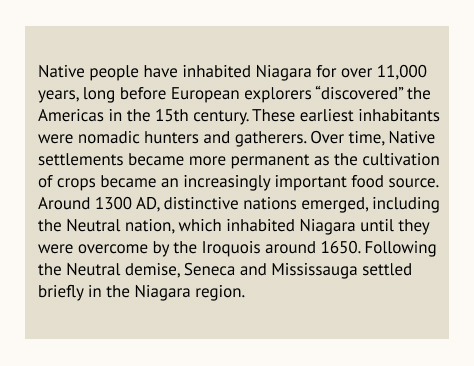 Native people have inhabited Niagara for over 11,000
years, long before European explorers “discovered” the
Americas in the 15th century. These earliest inhabitants
were nomadic hunters and gatherers. Over time, Native
settlements became more permanent as the cultivation
of crops became an increasingly important food source.
Around 1300 AD, distinctive nations emerged, including
the Neutral nation, which inhabited Niagara until they
were overcome by the Iroquois around 1650. Following
the Neutral demise, Seneca and Mississauga settled
briefly in the Niagara region.